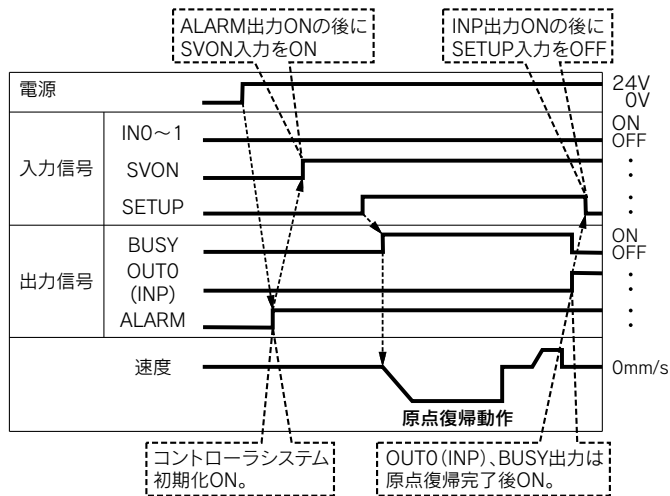 ALARM出力ONの後に
SVON入力をON
INP出力ONの後に
SETUP入力をOFF
電源
24V
0V
入力信号
IN0～1
ON
OFF
SVON
SETUP
出力信号
BUSY
ON
OFF
OUT0
(INP)
ALARM
速度
0mm/s
原点復帰動作
コントローラシステム
初期化ON。
OUT0(INP)、BUSY出力は
原点復帰完了後ON。